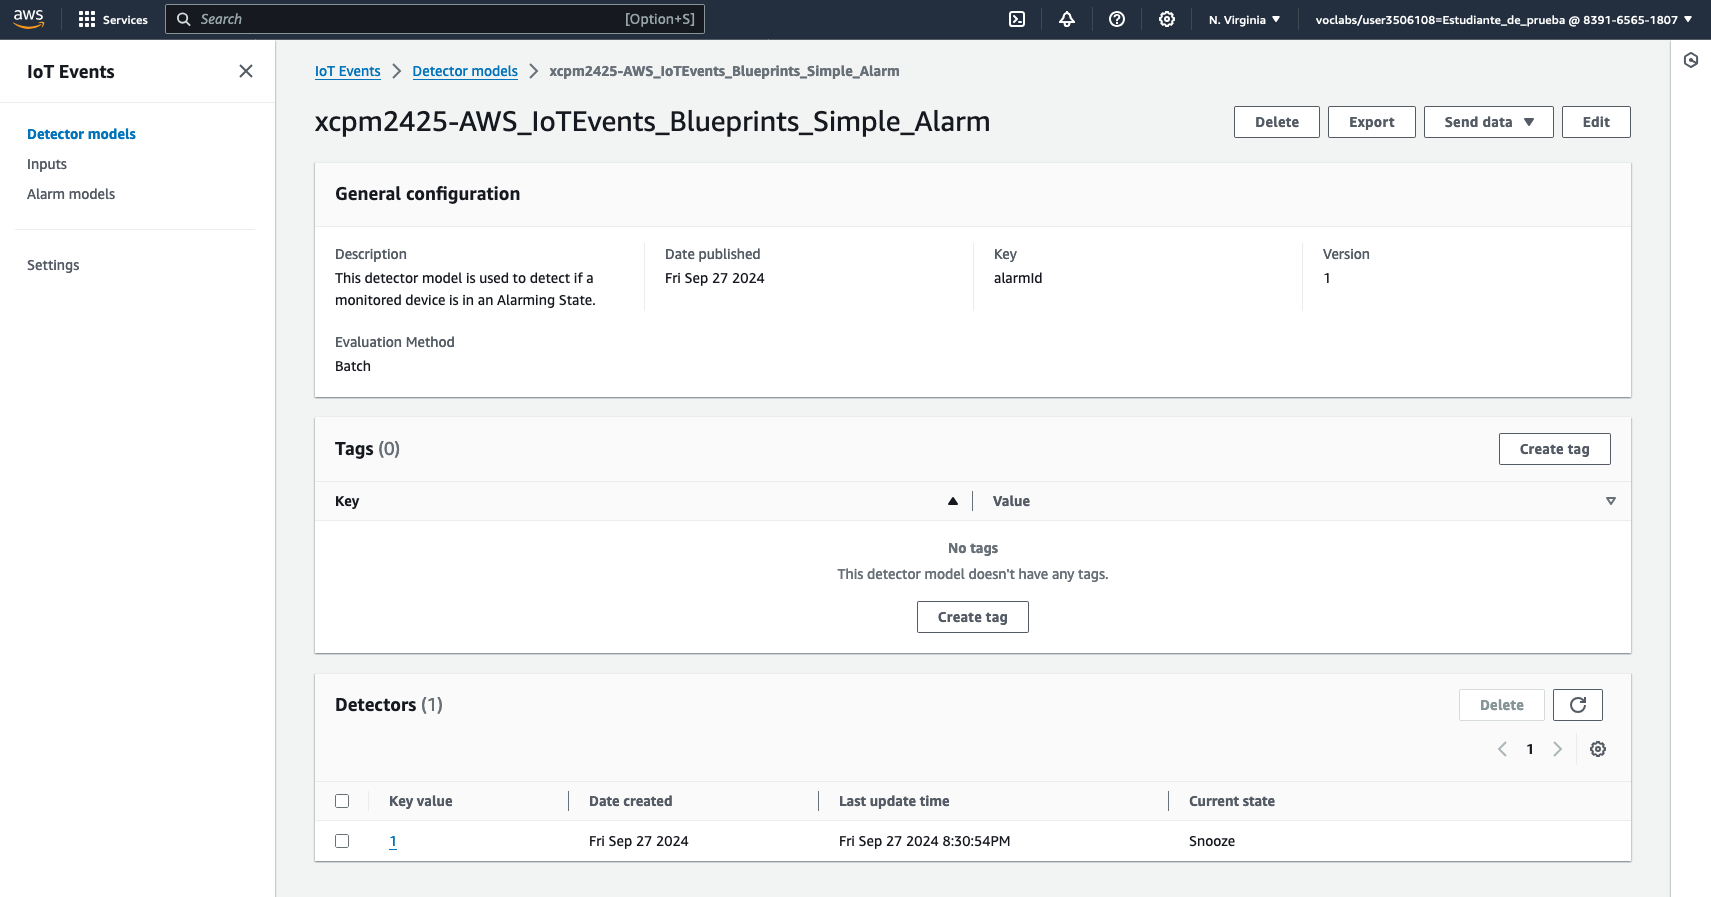 aws
Services
Search
[Option+S]
N. Virginia
voclabs/user3506108=Estudiante_de_prueba @ 8391-6565-1807
IoT Events
Detector models
Inputs
Alarm models
Settings
IoT Events > Detector models > xcpm2425-AWS_IoTEvents_Blueprints_Simple_Alarm
xcpm2425-AWS_IoTEvents_Blueprints_Simple_Alarm
Delete
Export
Send data
Edit
General configuration
Description
This detector model is used to detect if a
monitored device is in an Alarming State.
Date published
Fri Sep 27 2024
Key
alarmId
Version
1
Evaluation Method
Batch
Tags (0)
Create tag
Key
Value
No tags
This detector model doesn't have any tags.
Create tag
Detectors (1)
Delete
1
Key value
Date created
Last update time
Current state
1
Fri Sep 27 2024
Fri Sep 27 2024 8:30:54PM
Snooze